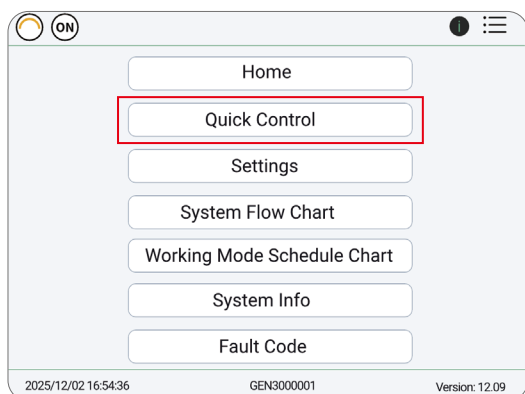 ON
i
Home
Quick Control
Settings
System Flow Chart
Working Mode Schedule Chart
System Info
Fault Code
2025/12/02 16:54:36 GEN3000001 Version: 12.09